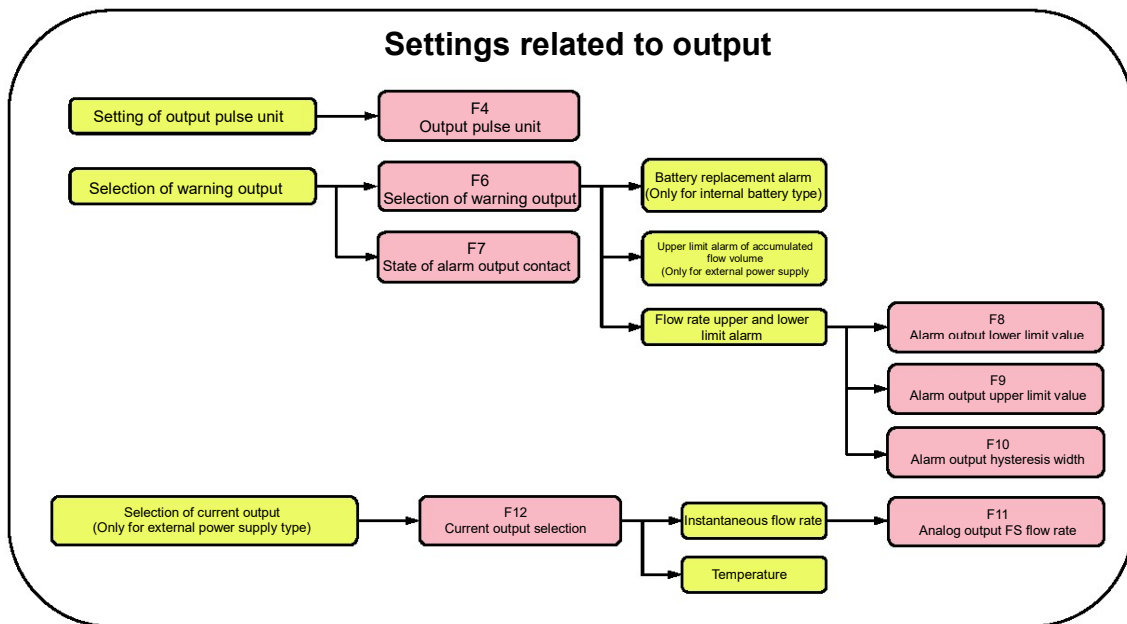 Settings related to output
Setting of output pulse unit
F4
Output pulse unit
Selection of warning output
F6
Selection of warning output
Battery replacement alarm
(Only for internal battery type)
F7
State of alarm output contact
Upper limit alarm of accumulated
flow volume
(Only for external power supply
Flow rate upper and lower
limit alarm
F8
Alarm output lower limit value
F9
Alarm output upper limit value
F10
Alarm output hysteresis width
Selection of current output
(Only for external power supply type)
F12
Current output selection
Instantaneous flow rate
F11
Analog output FS flow rate
Temperature